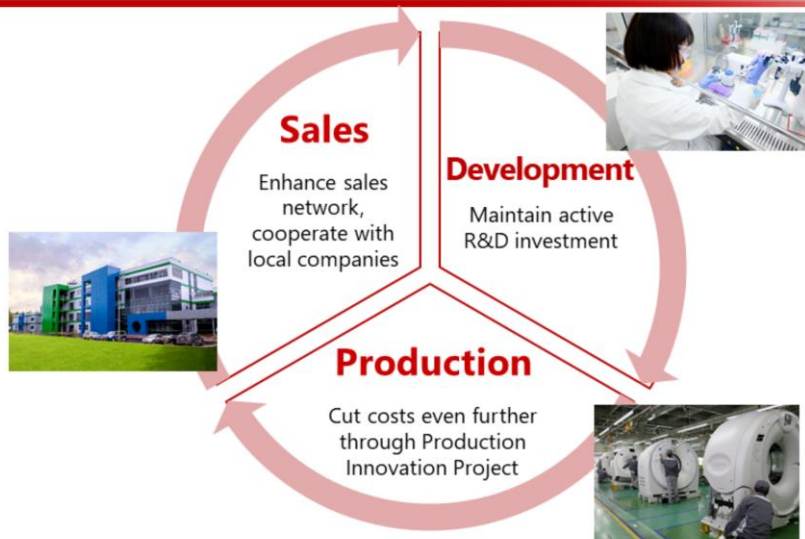 Sales
Enhance sales
network,
cooperate with
local companies
Development
Maintain active
R&D investment
Production
Cut costs even further
through Production
Innovation Project